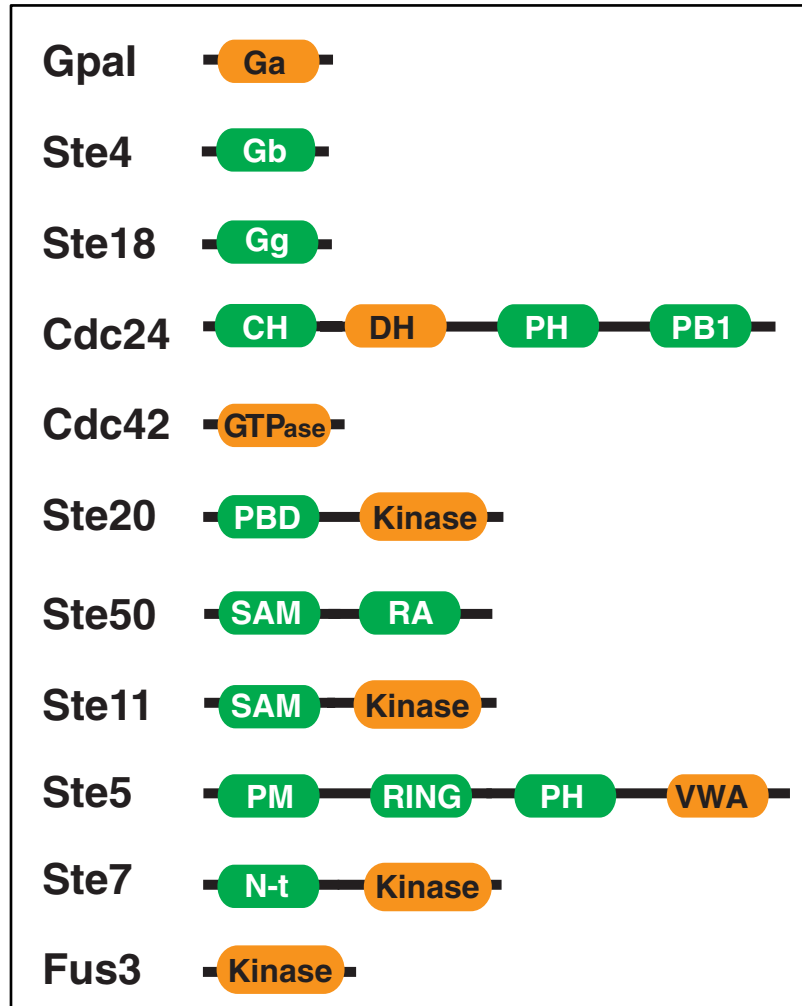 GpaI Ga
Ste4 Gb
Ste18 Gg
Cdc24 CH DH PH PB1
Cdc42 GTPase
Ste20 PBD Kinase
Ste50 SAM RA
Ste11 SAM Kinase
Ste5 PM RING PH VWA
Ste7 N-t Kinase
Fus3 Kinase